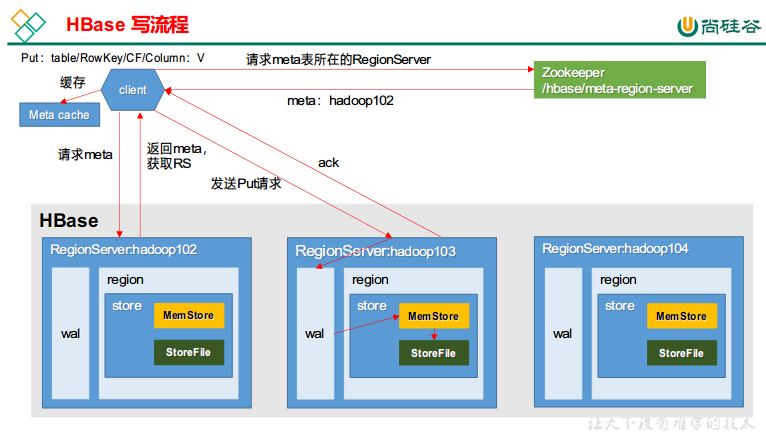 HBase 写流程
尚硅谷
Put：table/RowKey/CF/Column：V
请求meta表所在的RegionServer
Zookeeper
/hbase/meta-region-server
缓存
client
meta：hadoop102
Meta cache
请求meta
返回meta，
获取RS
ack
发送Put请求
HBase
RegionServer:hadoop102
RegionServer:hadoop103
RegionServer:hadoop104
region
region
region
store
store
store
MemStore
MemStore
MemStore
wal
wal
wal
StoreFile
StoreFile
StoreFile
让天下没有难学的技术